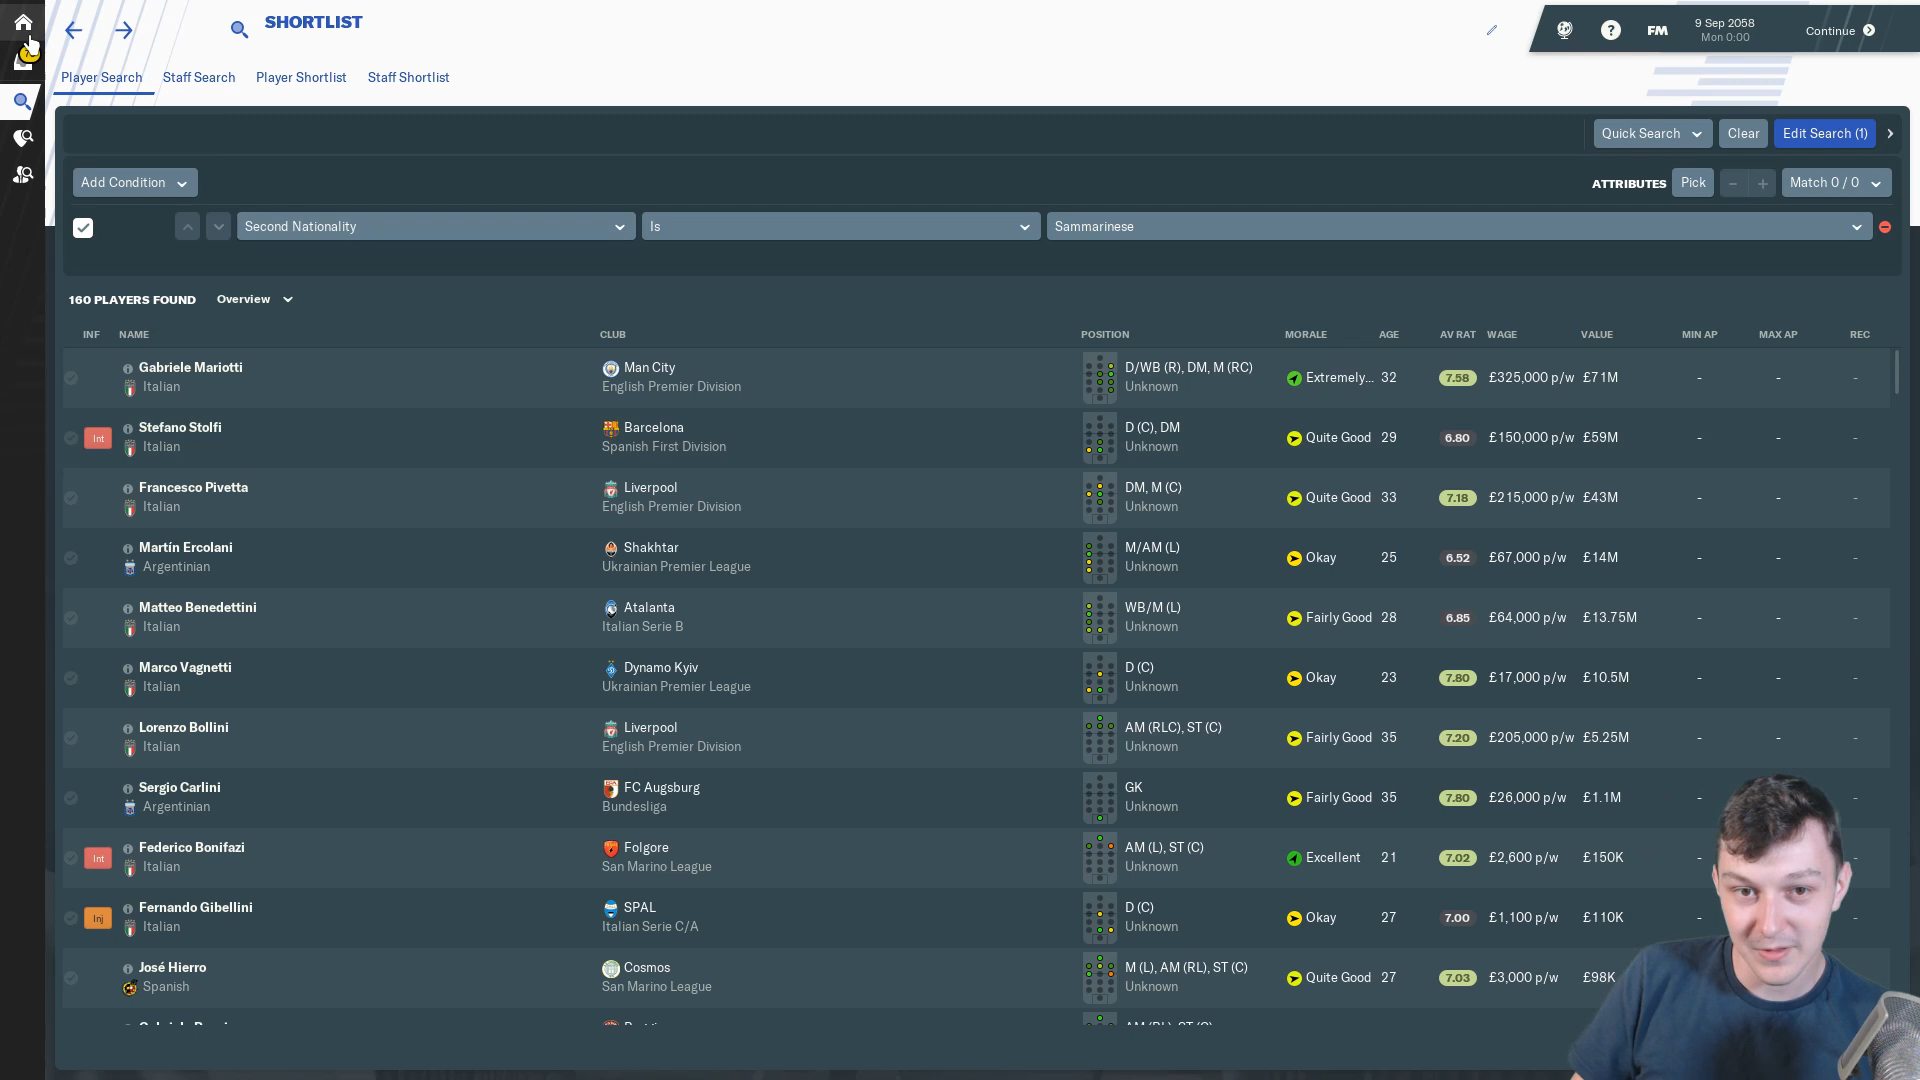 SHORTLIST
9 Sep 2058
Mon 0:00
FM
Continue
Player Search
Staff Search
Player Shortlist
Staff Shortlist
Quick Search
Clear
Edit Search (1)
Add Condition
ATTRIBUTES
Pick
Match 0 / 0
Second Nationality
Is
Sammarinese
160 PLAYERS FOUND
Overview
INF NAME CLUB POSITION MORALE AGE AV RAT WAGE VALUE MIN AP MAX AP REC
Gabriele Mariotti Man City D/WB (R), DM, M (RC) Extremely... 32 7.58 £325,000 p/w £71M - - -
Italian English Premier Division Unknown
Int Stefano Stolfi Barcelona D (C), DM Quite Good 29 6.80 £150,000 p/w £59M - - -
Italian Spanish First Division Unknown
Francesco Pivetta Liverpool DM, M (C) Quite Good 33 7.18 £215,000 p/w £43M - - -
Italian English Premier Division Unknown
Martín Ercolani Shakhtar M/AM (L) Okay 25 6.52 £67,000 p/w £14M - - -
Argentinian Ukrainian Premier League Unknown
Matteo Benedettini Atalanta WB/M (L) Fairly Good 28 6.85 £64,000 p/w £13.75M - - -
Italian Italian Serie B Unknown
Marco Vagnetti Dynamo Kyiv D (C) Okay 23 7.80 £17,000 p/w £10.5M - - -
Italian Ukrainian Premier League Unknown
Lorenzo Bollini Liverpool AM (RLC), ST (C) Fairly Good 35 7.20 £205,000 p/w £5.25M - - -
Italian English Premier Division Unknown
Sergio Carlini FC Augsburg GK Fairly Good 35 7.80 £26,000 p/w £1.1M - -
Argentinian Bundesliga Unknown
Int Federico Bonifazi Folgore AM (L), ST (C) Excellent 21 7.02 £2,600 p/w £150K - -
Italian San Marino League Unknown
Inj Fernando Gibellini SPAL D (C) Okay 27 7.00 £1,100 p/w £110K - -
Italian Italian Serie C/A Unknown
José Hierro Cosmos M (L), AM (RL), ST (C) Quite Good 27 7.03 £3,000 p/w £98K -
Spanish San Marino League Unknown